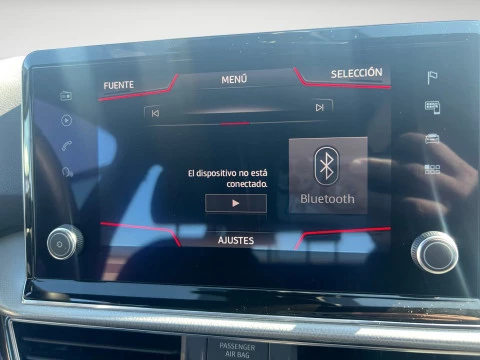 FUENTE
MENÚ
SELECCIÓN
El dispositivo no está
conectado.
Bluetooth
AJUSTES
PASSENGER
AIR BAG